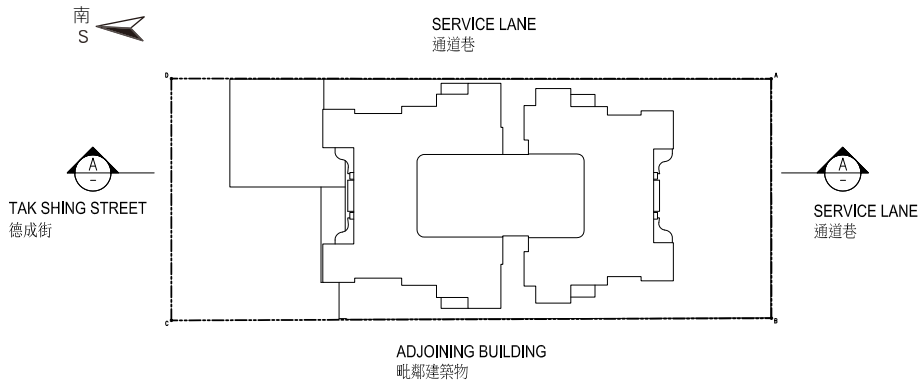 南
S
SERVICE LANE
通道巷
D
A
A
-
TAK SHING STREET
德成街
A
-
SERVICE LANE
通道巷
C
B
ADJOINING BUILDING
毗鄰建築物